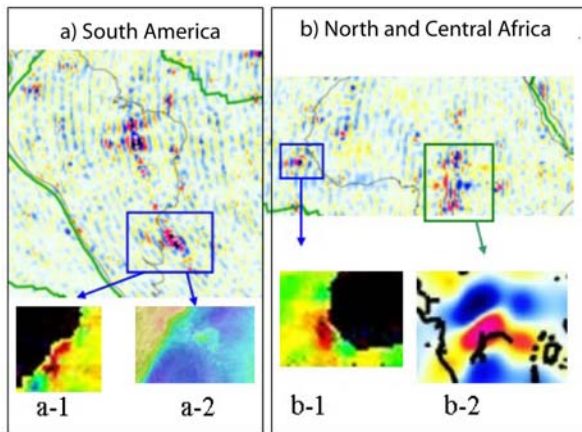 a) South America
b) North and Central Africa
a-1
a-2
b-1
b-2